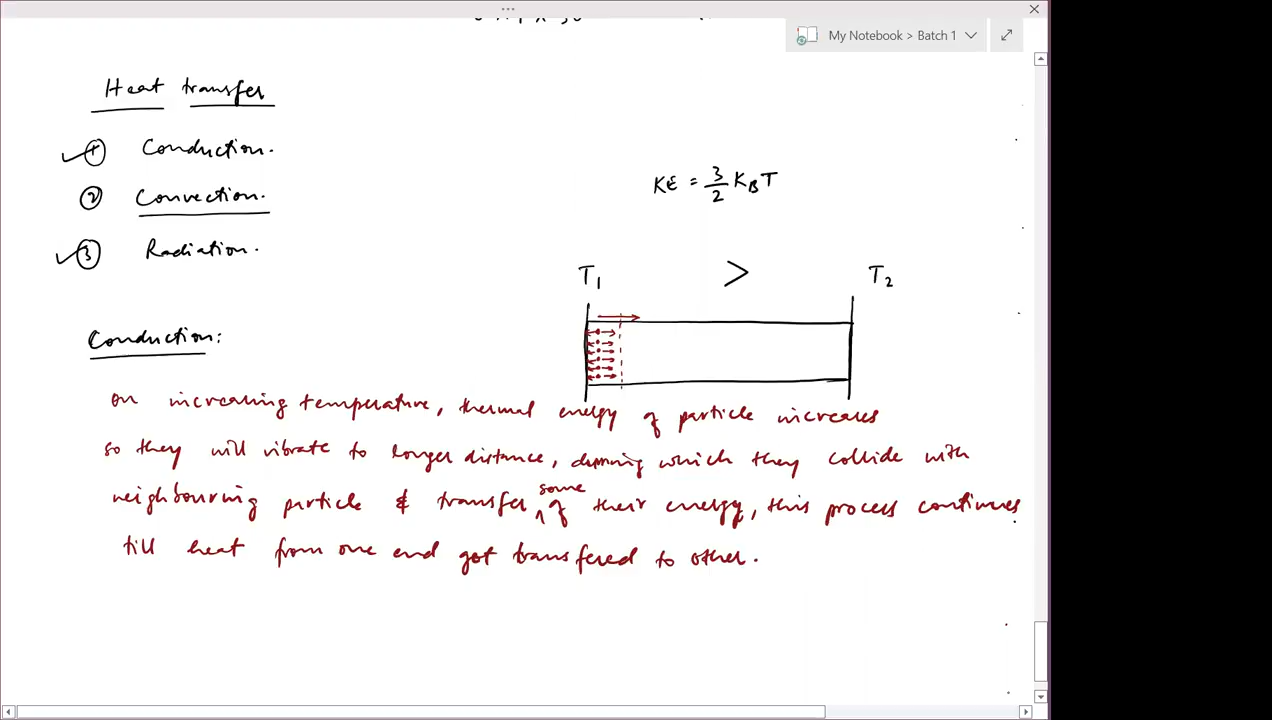 My Notebook > Batch 1
Heat transfer
① Conduction.
② Convection.
③ Radiation.
KE = 3/2 K_B T
T₁ > T₂
Conduction:
on increasing temperature, thermal energy of particle increases
so they will vibrate to longer distance, during which they collide with
neighbouring particle & transfer some of their energy, this process continues
till heat from one end got transfered to other.